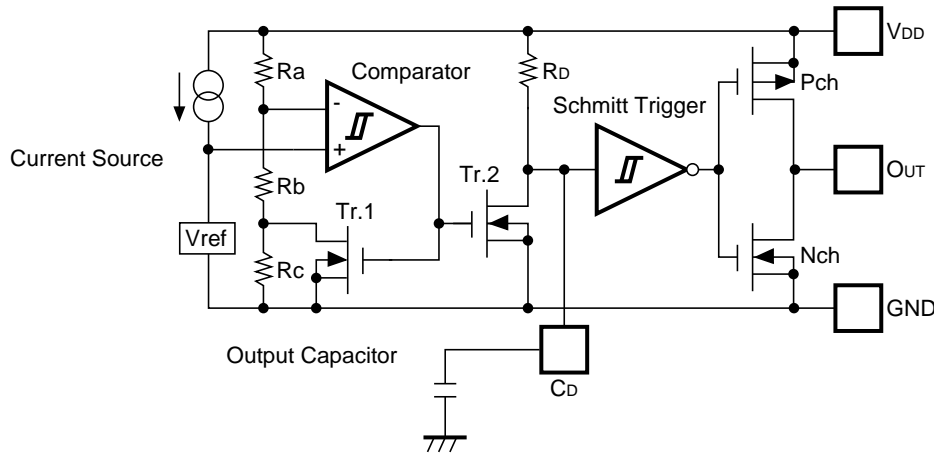 VDD
Ra
Comparator
RD
Pch
Schmitt Trigger
-
+
Current Source
OUT
Rb
Tr.2
Tr.1
Vref
Nch
Rc
GND
Output Capacitor
CD